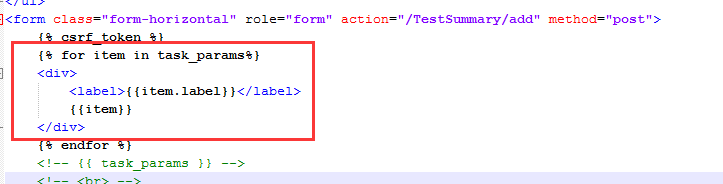 </ul>
<form class="form-horizontal" role="form" action="/TestSummary/add" method="post">
{% csrf_token %}
{% for item in task_params%}
<div>
<label>{{item.label}}</label>
{{item}}
</div>
{% endfor %}
<!-- {{ task_params }} -->
<!-- <br> -->